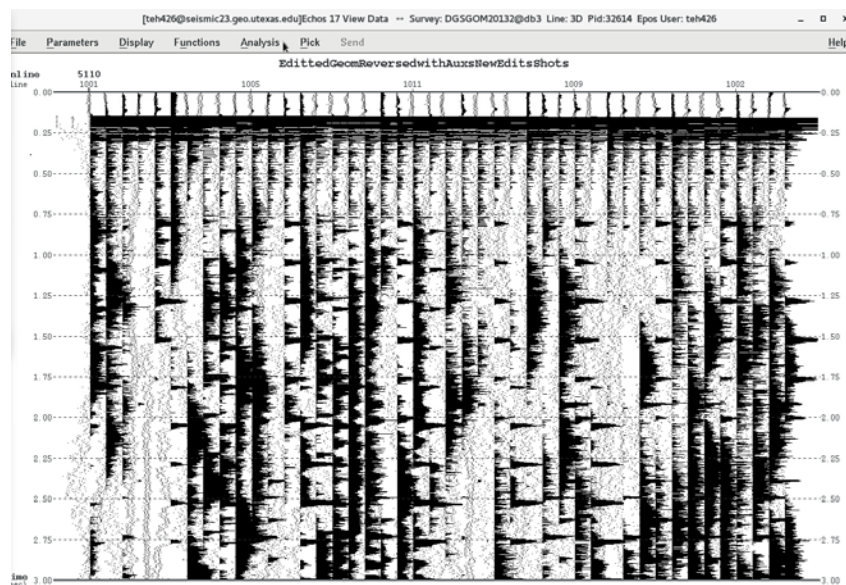 [teh426@seismic23.geo.utexas.edu]Echos 17 View Data -- Survey: DGSGOM20132@db3 Line: 3D Pid:32614 Epos User: teh426
File Parameters Display Functions Analysis Pick Send Help
EdittedGeomReversedwithAuxsNewEditsShots
nline 5110
line 1001 1005 1011 1009 1002
0.00 0.00
0.25 0.25
0.50 0.50
0.75 0.75
1.00 1.00
1.25 1.25
1.50 1.50
1.75 1.75
2.00 2.00
2.25 2.25
2.50 2.50
2.75 2.75
3.00 3.00